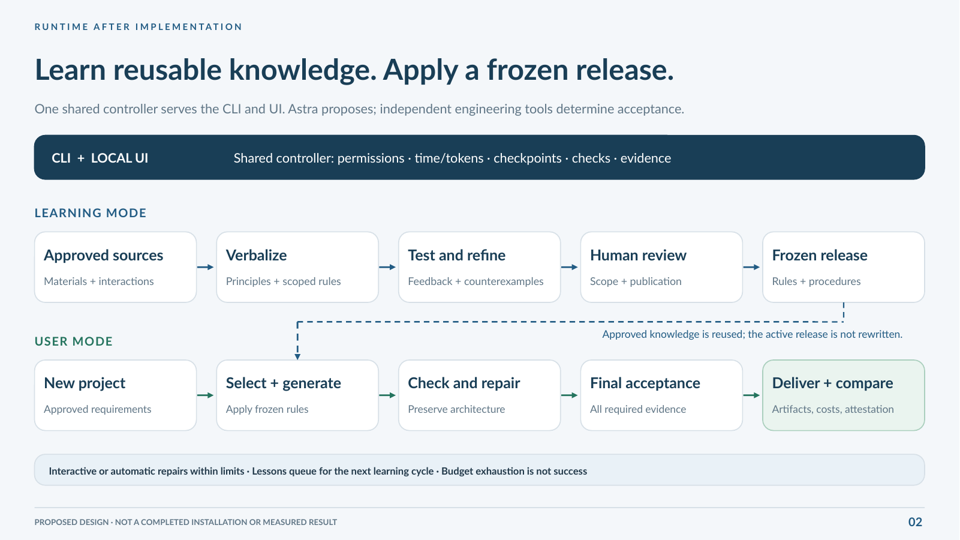 RUNTIME AFTER IMPLEMENTATION
Learn reusable knowledge. Apply a frozen release.
One shared controller serves the CLI and UI. Astra proposes; independent engineering tools determine acceptance.
CLI + LOCAL UI
Shared controller: permissions · time/tokens · checkpoints · checks · evidence
LEARNING MODE
Approved sources
Materials + interactions
Verbalize
Principles + scoped rules
Test and refine
Feedback + counterexamples
Human review
Scope + publication
Frozen release
Rules + procedures
Approved knowledge is reused; the active release is not rewritten.
USER MODE
New project
Approved requirements
Select + generate
Apply frozen rules
Check and repair
Preserve architecture
Final acceptance
All required evidence
Deliver + compare
Artifacts, costs, attestation
Interactive or automatic repairs within limits · Lessons queue for the next learning cycle · Budget exhaustion is not success
PROPOSED DESIGN · NOT A COMPLETED INSTALLATION OR MEASURED RESULT
02